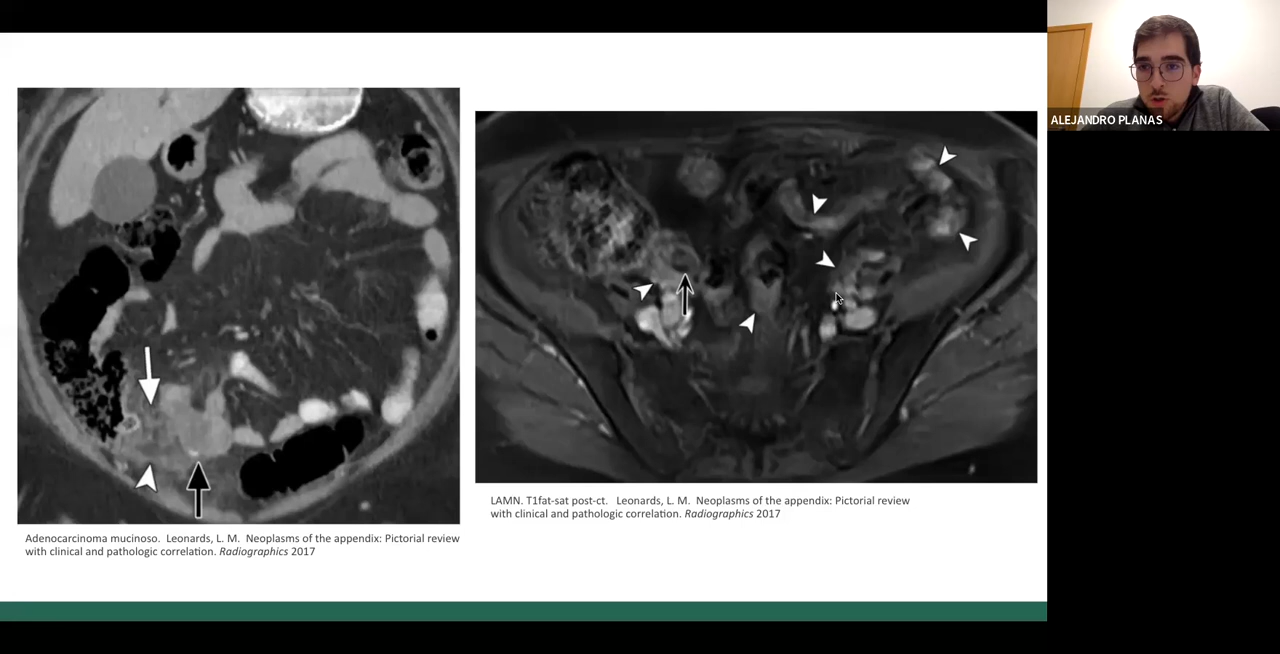 ALEJANDRO PLANAS
LAMN. T1fat-sat post-ct. Leonards, L. M. Neoplasms of the appendix: Pictorial review
with clinical and pathologic correlation. Radiographics 2017
Adenocarcinoma mucinoso. Leonards, L. M. Neoplasms of the appendix: Pictorial review
with clinical and pathologic correlation. Radiographics 2017